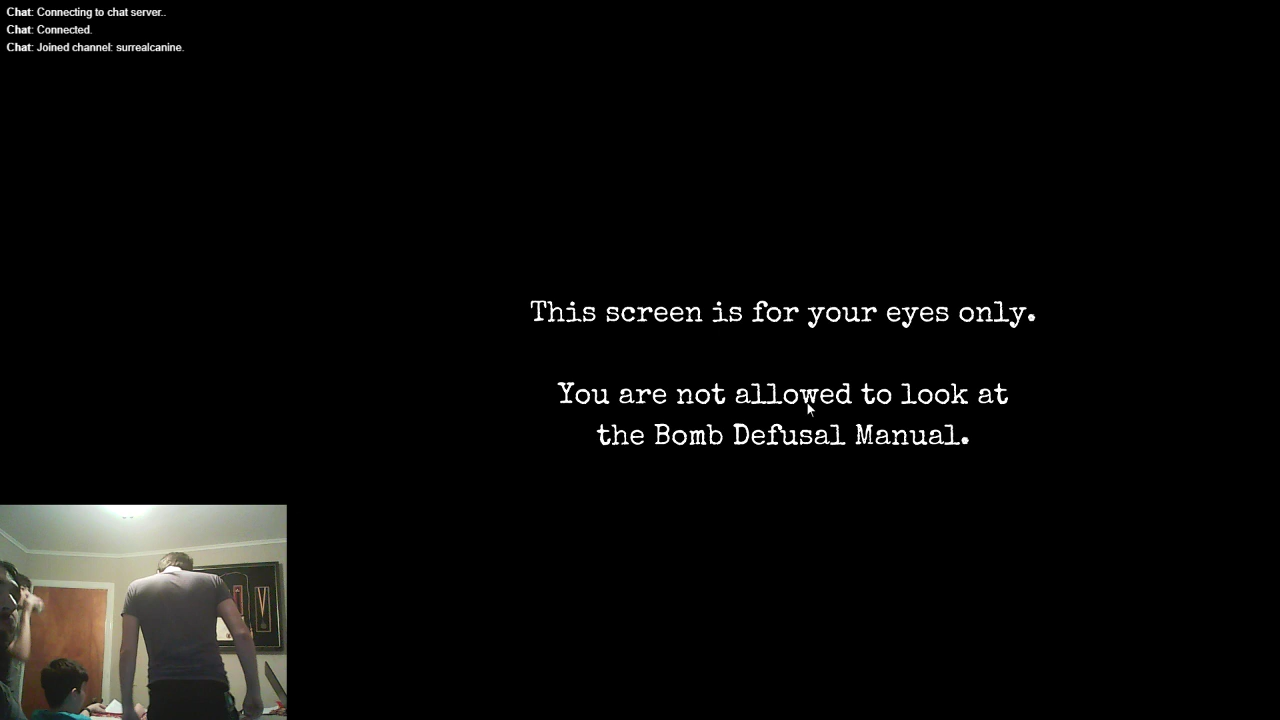 Chat: Connecting to chat server..
Chat: Connected.
Chat: Joined channel: surrealcanine.
This screen is for your eyes only.
You are not allowed to look at
the Bomb Defusal Manual.